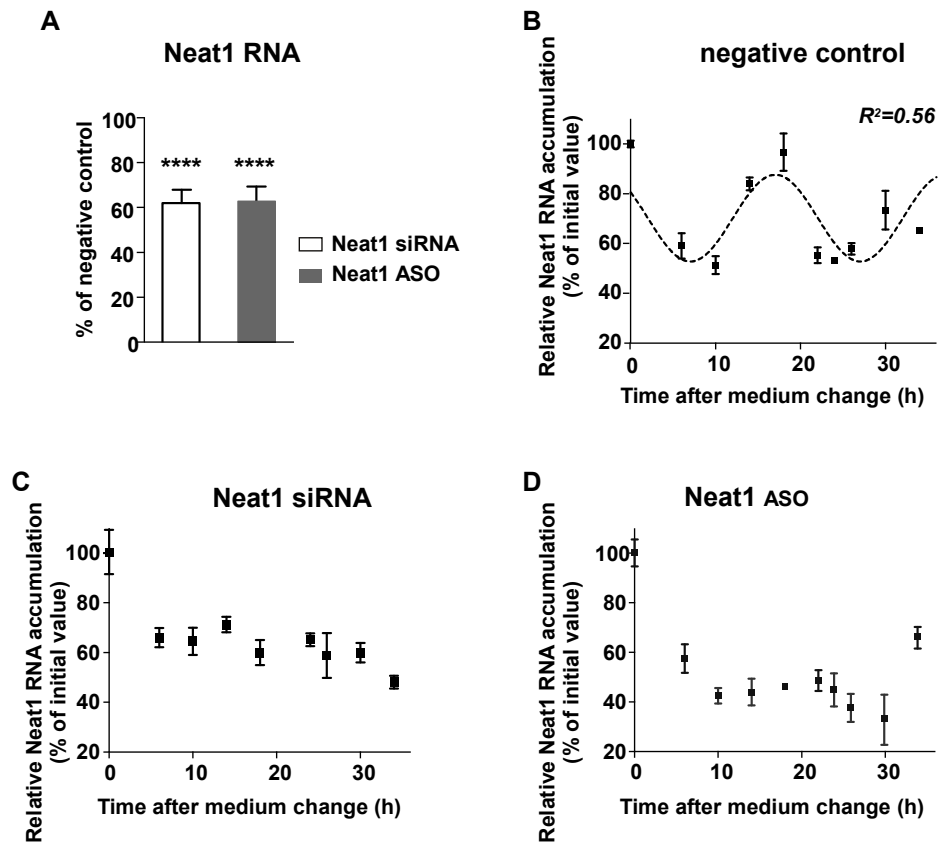 A
Neat1 RNA
% of negative control
100
80
60
40
20
0
****
****
Neat1 siRNA
Neat1 ASO
B
negative control
R²=0.56
Relative Neat1 RNA accumulation
(% of initial value)
100
80
60
40
20
0
10
20
30
Time after medium change (h)
C
Neat1 siRNA
Relative Neat1 RNA accumulation
(% of initial value)
100
80
60
40
20
0
10
20
30
Time after medium change (h)
D
Neat1 ASO
Relative Neat1 RNA accumulation
(% of initial value)
100
80
60
40
20
0
10
20
30
Time after medium change (h)